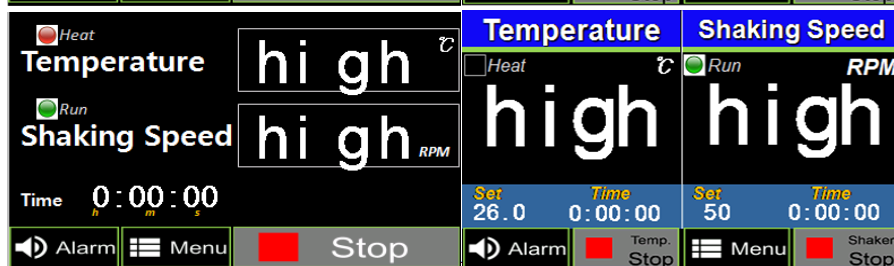 Heat
Temperature
high
℃
Run
Shaking Speed
high
RPM
Time 0:00:00
h m s
Alarm Menu Stop
Temperature
Heat ℃
high
Set Time
26.0 0:00:00
Alarm Temp. Stop
Shaking Speed
Run RPM
high
Set Time
50 0:00:00
Menu Shaker Stop